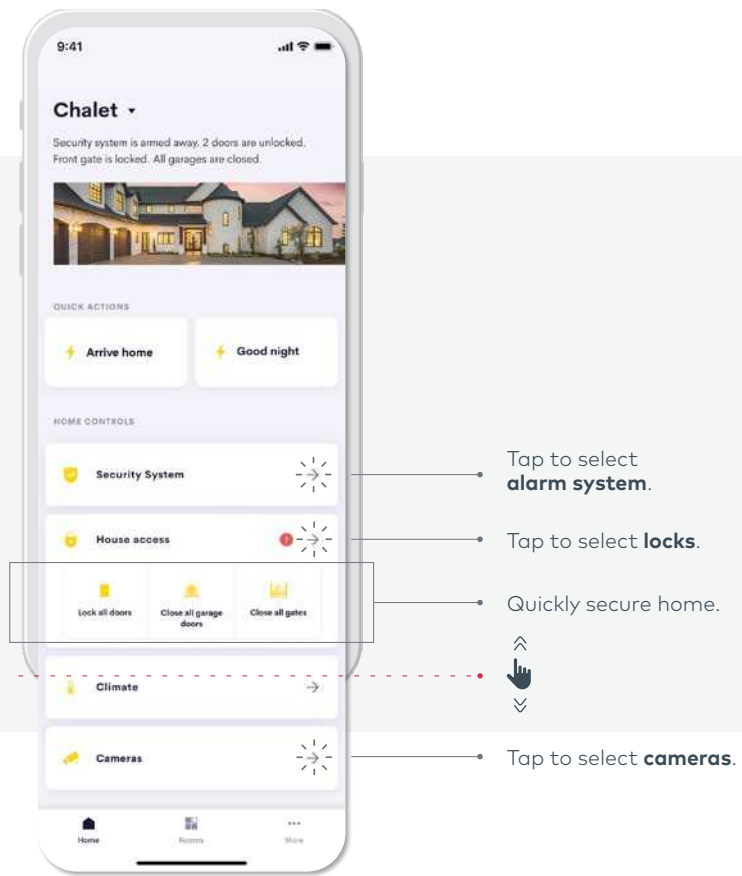 9:41
Chalet
Security system is armed away. 2 doors are unlocked.
Front gate is locked. All garages are closed.
QUICK ACTIONS
Arrive home
Good night
HOME CONTROLS
Security System
Tap to select
alarm system.
House access
Tap to select locks.
Lock all doors
Close all garage
doors
Close all gates
Quickly secure home.
Climate
Cameras
Tap to select cameras.
Home
Rooms
More